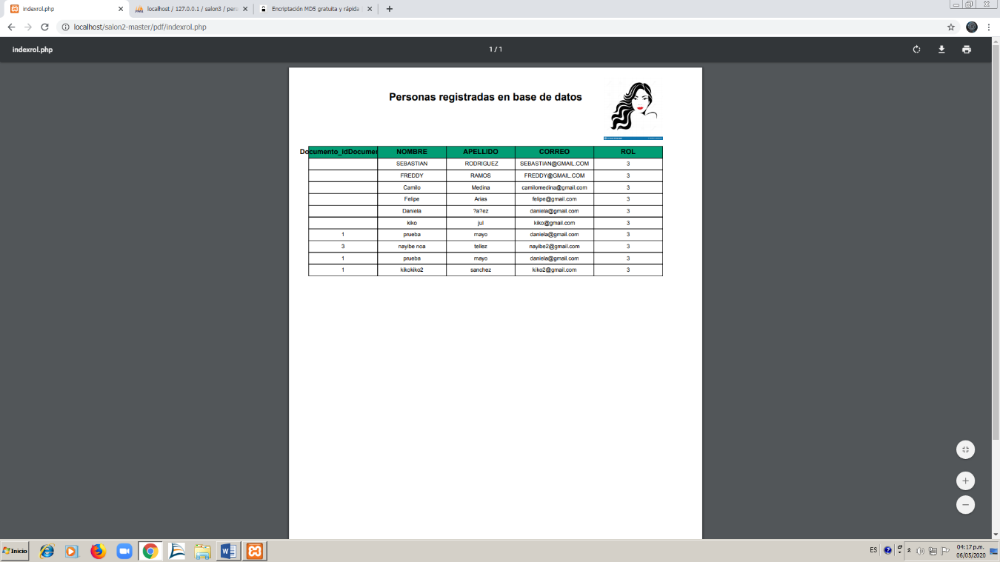 indexrol.php
localhost / 127.0.0.1 / salon3 / pers
Encriptación MD5 gratuita y rápida
localhost/salon2-master/pdf/indexrol.php
indexrol.php 1 / 1
Personas registradas en base de datos
Documento_idDocumen NOMBRE APELLIDO CORREO ROL
SEBASTIAN RODRIGUEZ SEBASTIAN@GMAIL.COM 3
FREDDY RAMOS FREDDY@GMAIL.COM 3
Camilo Medina camilomedina@gmail.com 3
Felipe Arias felipe@gmail.com 3
Daniela ?a?ez daniela@gmail.com 3
kiko jul kiko@gmail.com 3
1 prueba mayo daniela@gmail.com 3
3 nayibe noa tellez nayibe2@gmail.com 3
1 prueba mayo daniela@gmail.com 3
1 kikokiko2 sanchez kiko2@gmail.com 3
Inicio
ES
04:17 p.m.
06/05/2020